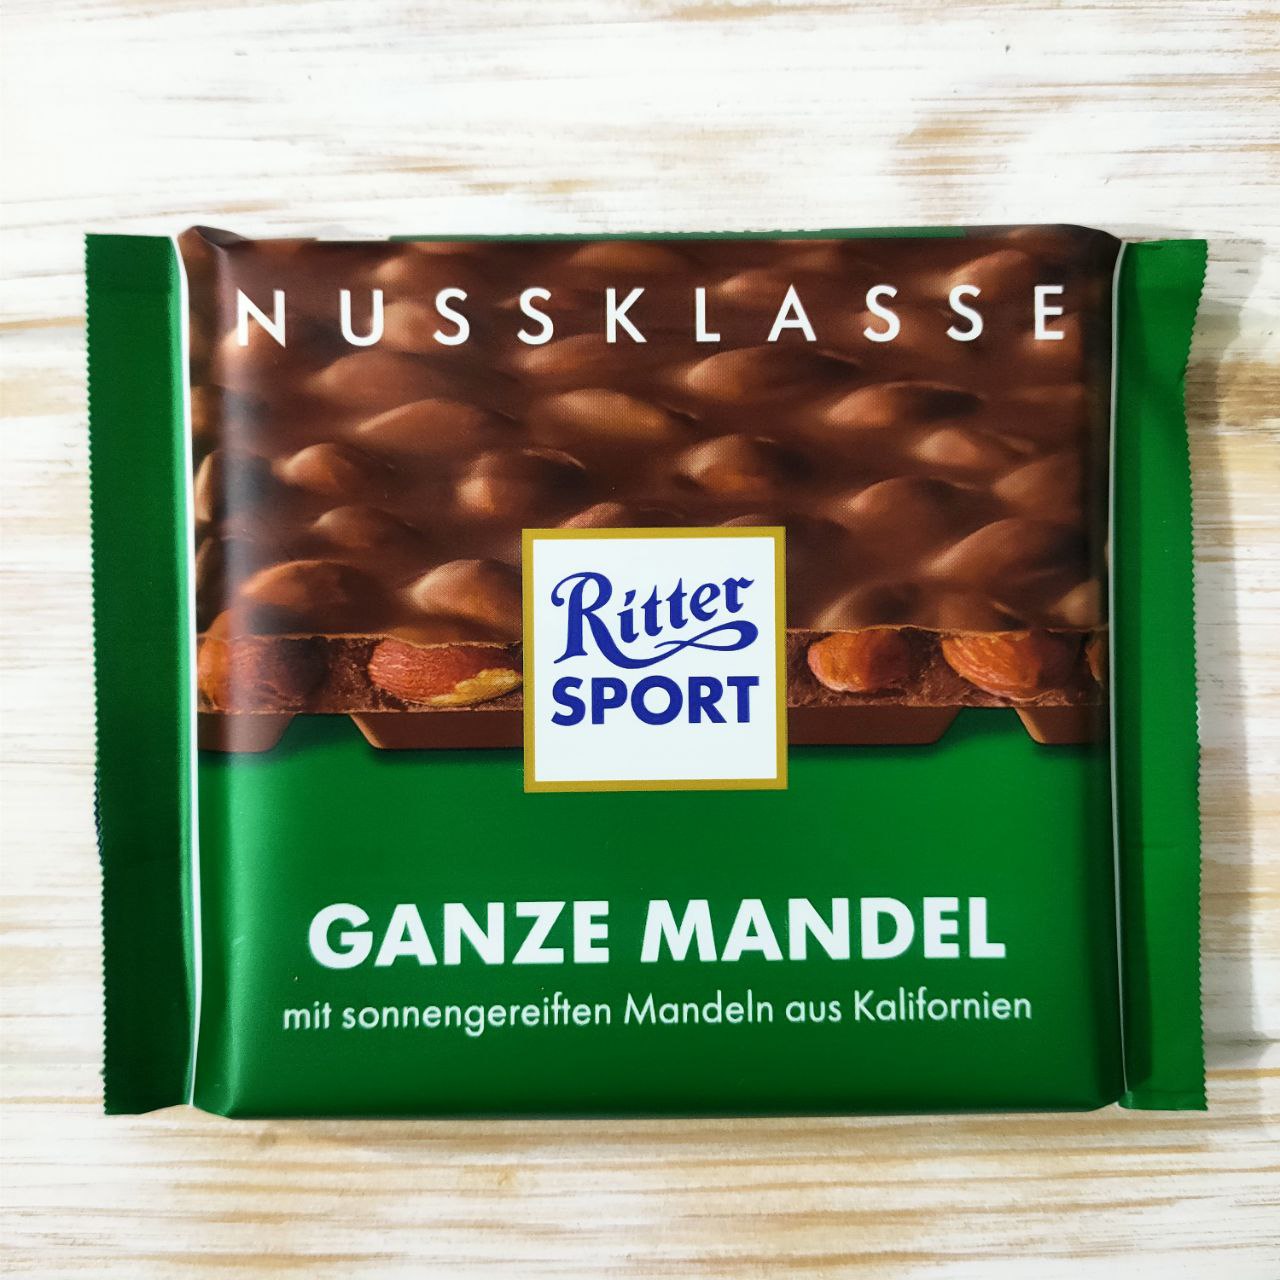 NUSSKLASSE
Ritter
SPORT
GANZE MANDEL
mit sonnengereiften Mandeln aus Kalifornien